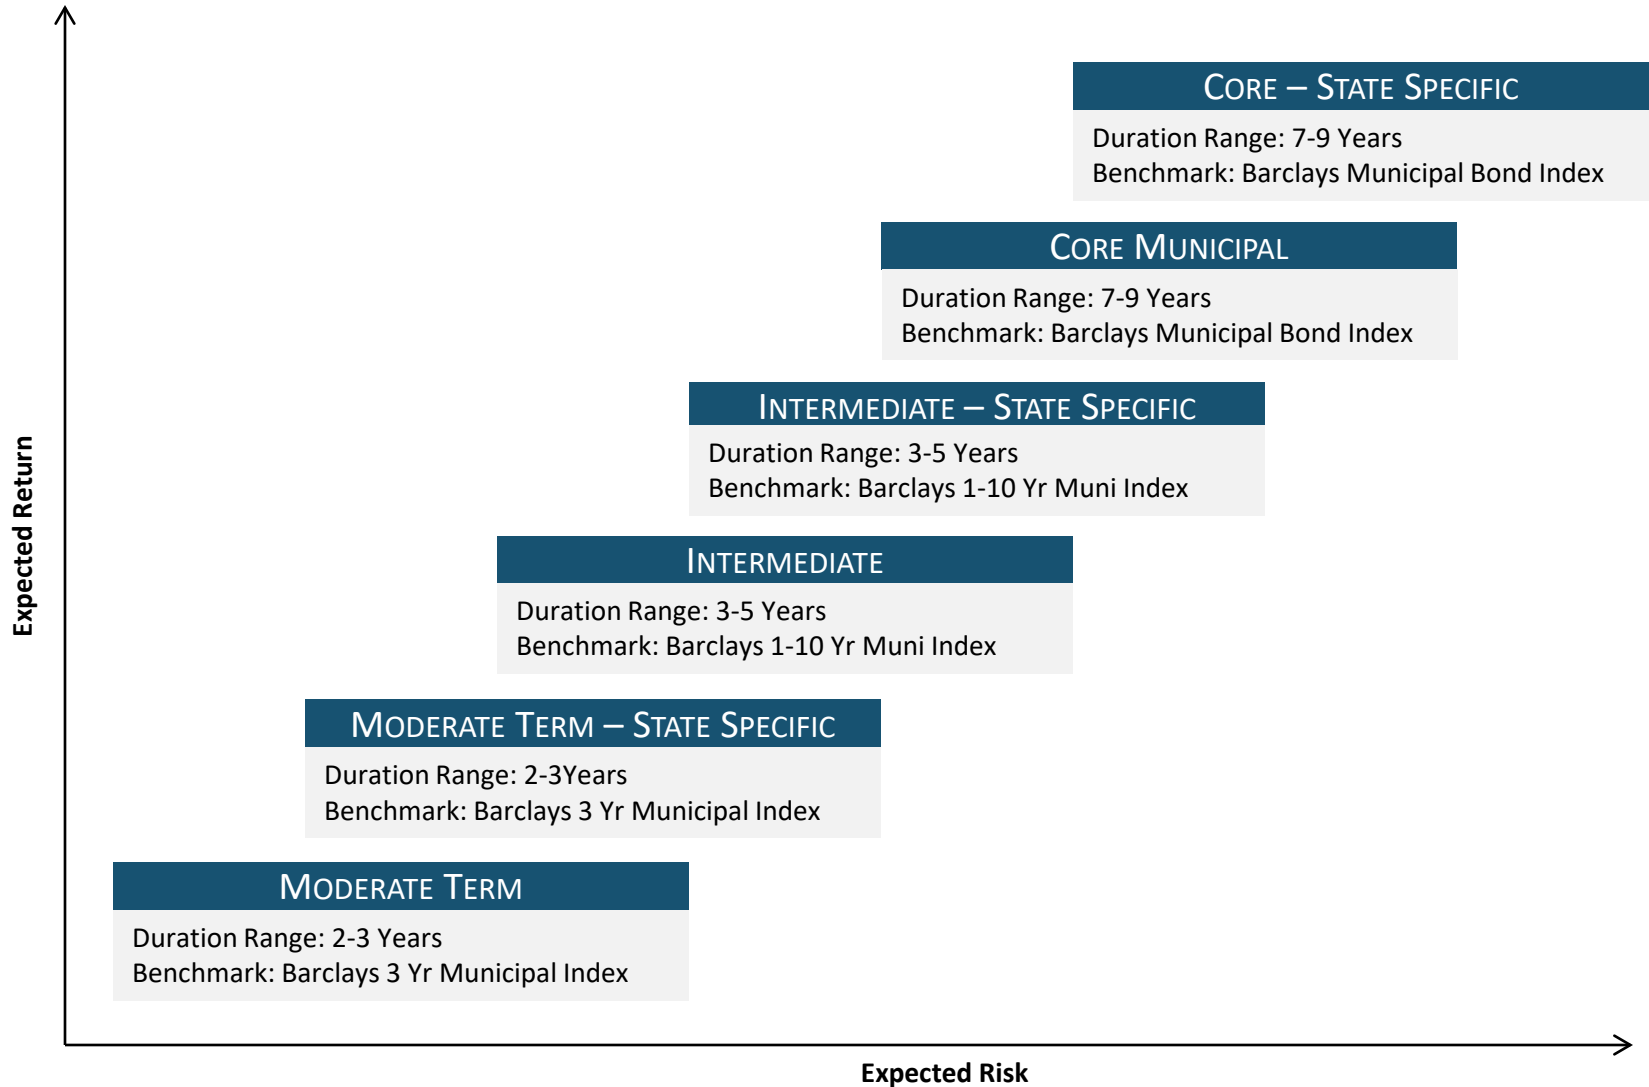 CORE – STATE SPECIFIC
Duration Range: 7-9 Years
Benchmark: Barclays Municipal Bond Index
CORE MUNICIPAL
Duration Range: 7-9 Years
Benchmark: Barclays Municipal Bond Index
INTERMEDIATE – STATE SPECIFIC
Duration Range: 3-5 Years
Benchmark: Barclays 1-10 Yr Muni Index
INTERMEDIATE
Duration Range: 3-5 Years
Benchmark: Barclays 1-10 Yr Muni Index
MODERATE TERM – STATE SPECIFIC
Duration Range: 2-3Years
Benchmark: Barclays 3 Yr Municipal Index
MODERATE TERM
Duration Range: 2-3 Years
Benchmark: Barclays 3 Yr Municipal Index
Expected Return
Expected Risk